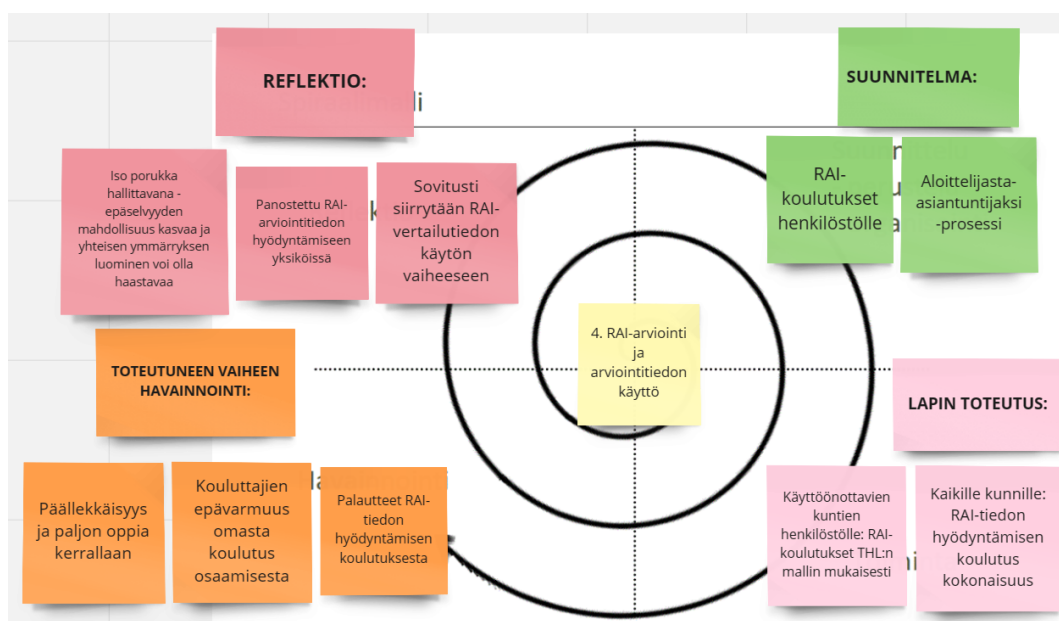 REFLEKTIO:
SUUNNITELMA:
Iso porukka
hallittavana -
epäselvyyden
mahdollisuus kasvaa ja
yhteisen ymmärryksen
luominen voi olla
haastavaa
Panostettu RAI-
arviointitiedon
hyödyntämiseen
yksiköissä
Sovitusti
siirrytään RAI-
vertailutiedon
käytön
vaiheeseen
RAI-
koulutukset
henkilöstölle
Aloittelijasta-
asiantuntijaksi
-prosessi
4. RAI-arviointi
ja
arviointitiedon
käyttö
TOTEUTUNEEN VAIHEEN
HAVAINNOINTI:
LAPIN TOTEUTUS:
Päällekkäisyys
ja paljon oppia
kerrallaan
Kouluttajien
epävarmuus
omasta
koulutus
osaamisesta
Palautteet RAI-
tiedon
hyödyntämisen
koulutuksesta
Käyttöönottavien
kuntien
henkilöstölle: RAI-
koulutukset THL:n
mallin mukaisesti
Kaikille kunnille:
RAI-tiedon
hyödyntämisen
koulutus
kokonaisuus